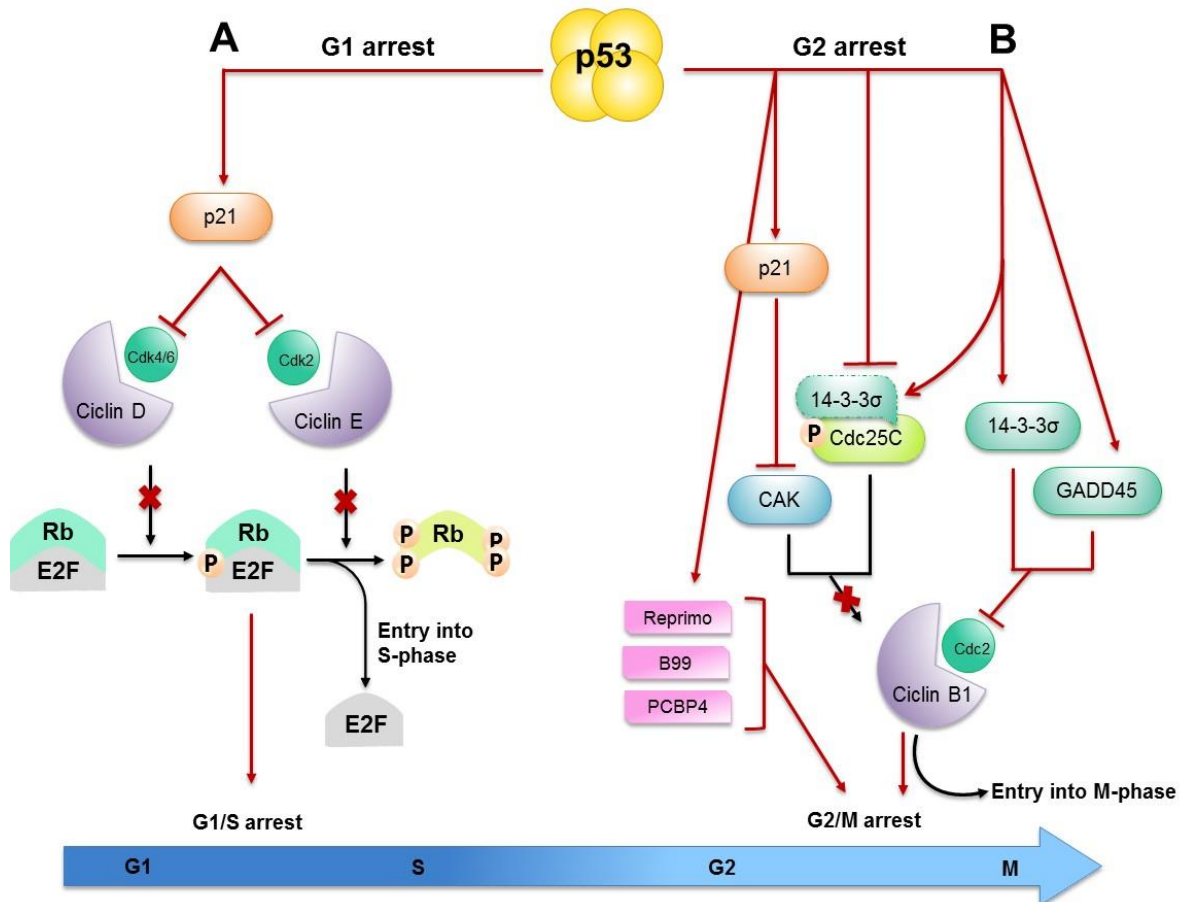 A
G1 arrest
p53
G2 arrest
B
p21
Cdk4/6
Ciclin D
Cdk2
Ciclin E
Rb
E2F
P
Rb
E2F
P
P
Rb
P
P
Entry into
S-phase
E2F
G1/S arrest
p21
CAK
14-3-3σ
P
Cdc25C
14-3-3σ
GADD45
Reprimo
B99
PCBP4
Cdc2
Ciclin B1
Entry into M-phase
G2/M arrest
G1
S
G2
M